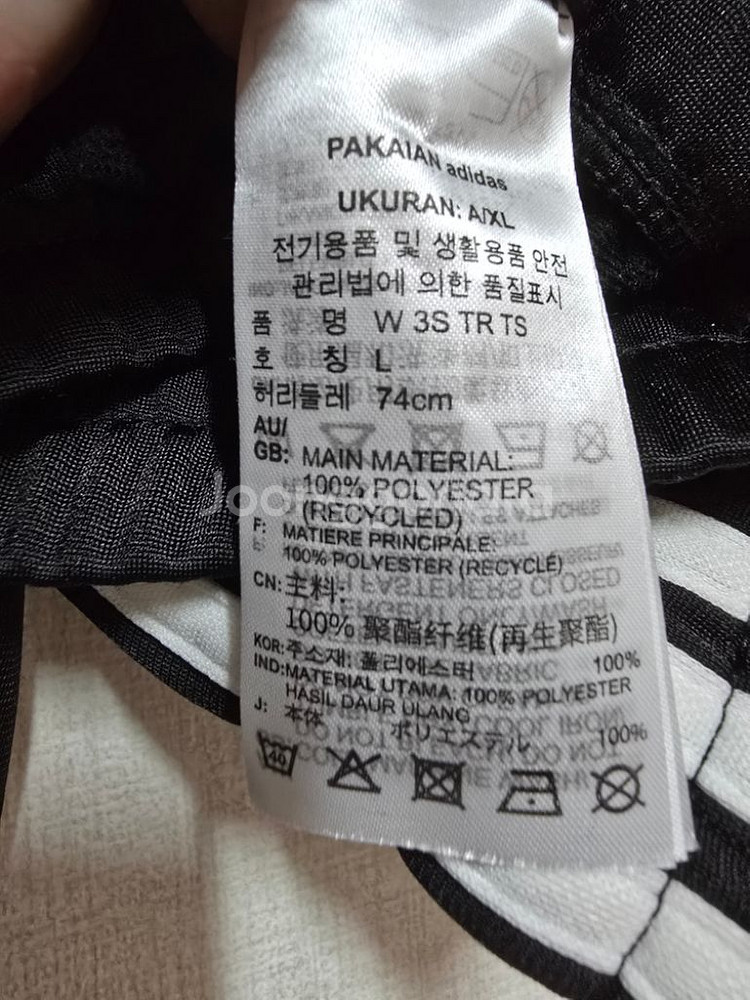 PAKAIAN adidas
UKURAN: A/XL
전기용품 및 생활용품 안전
관리법에 의한 품질표시
품 명 W 3S TR TS
호 칭 L
허리둘레 74cm
AU/
GB: MAIN MATERIAL:
100% POLYESTER
(RECYCLED)
F: MATIERE PRINCIPALE:
100% POLYESTER (RECYCLÉ)
CN: 主料:
100% 聚酯纤维(再生聚酯)
KOR: 주소재: 폴리에스터 100%
IND: MATERIAL UTAMA: 100% POLYESTER
HASIL DAUR ULANG
J: 本体 ポリエステル 100%
40